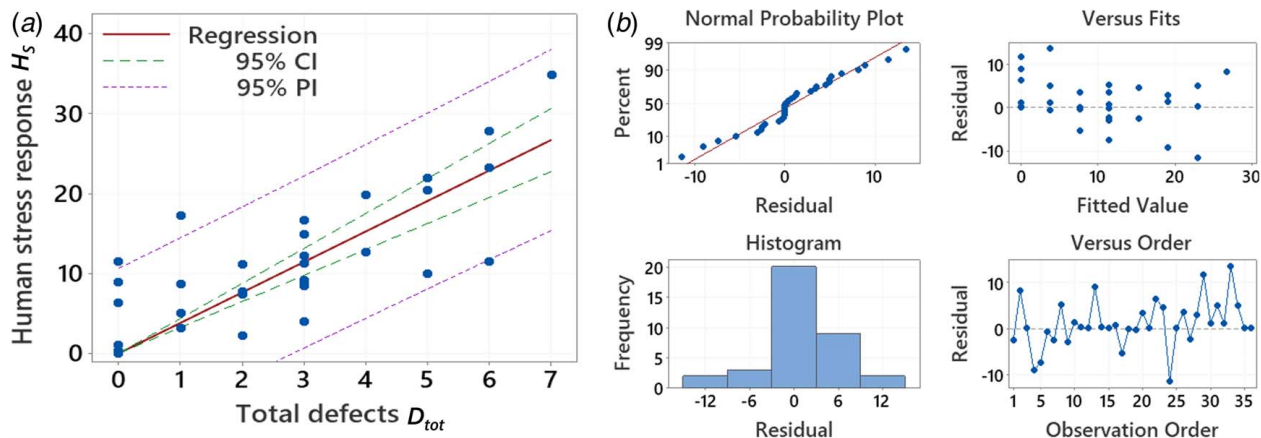 (a)
Regression
95% CI
95% PI
Human stress response H_S
40
30
20
10
0
0 1 2 3 4 5 6 7
Total defects D_tot
(b)
Normal Probability Plot
Percent
99
90
50
10
1
-10 0 10
Residual
Versus Fits
Residual
10
0
-10
0 10 20 30
Fitted Value
Histogram
Frequency
20
15
10
5
0
-12 -6 0 6 12
Residual
Versus Order
Residual
10
0
-10
1 5 10 15 20 25 30 35
Observation Order